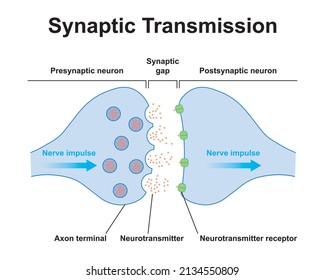 Synaptic Transmission
Synaptic
gap
Presynaptic neuron
Postsynaptic neuron
Nerve impulse
Nerve impulse
Axon terminal
Neurotransmitter
Neurotransmitter receptor
shutterstock.com · 2134550809